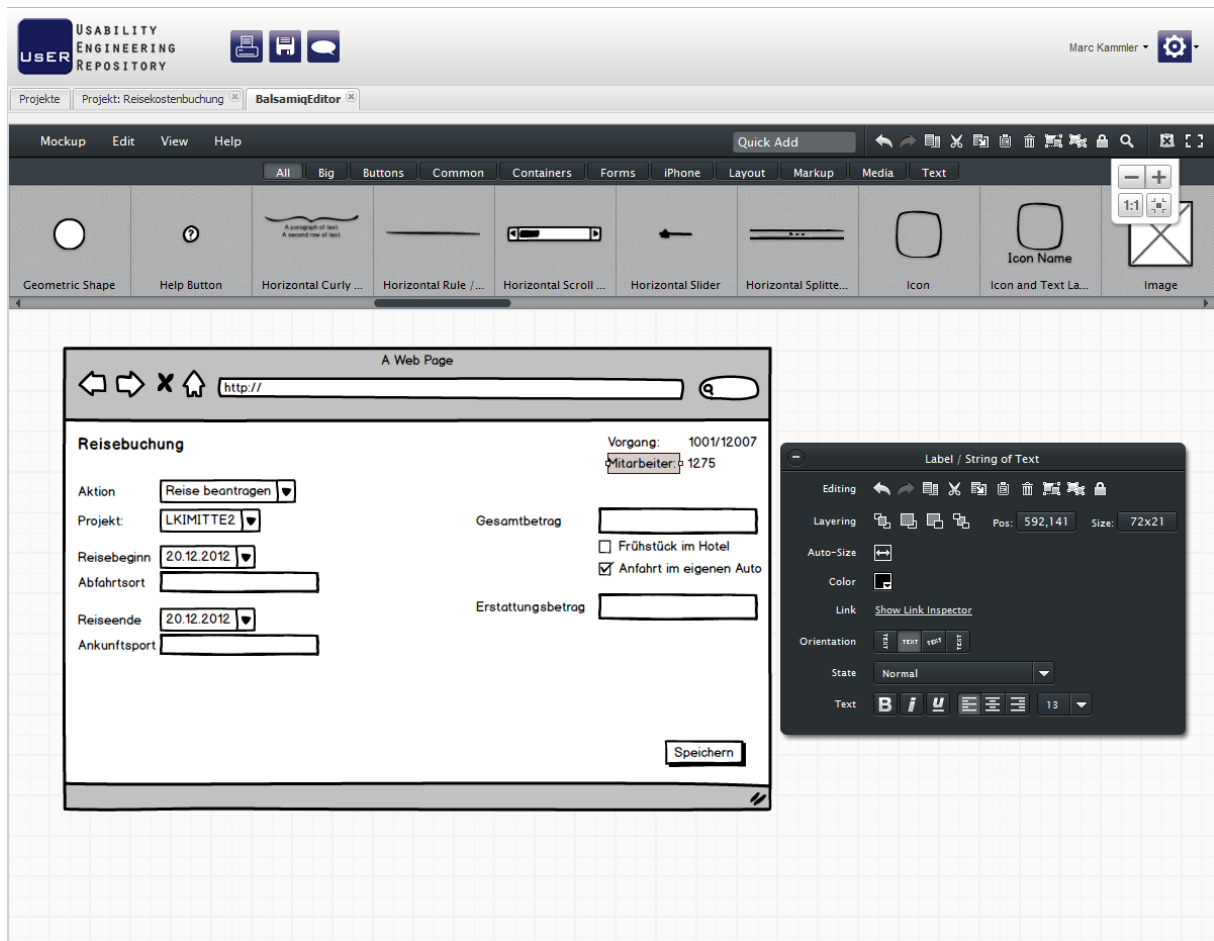 USABILITY
ENGINEERING
REPOSITORY
USER
Marc Kammler
Projekte Projekt: Reisekostenbuchung BalsamiqEditor
Mockup Edit View Help Quick Add
All Big Buttons Common Containers Forms iPhone Layout Markup Media Text
1:1
A paragraph of text.
A second row of text.
Icon Name
Geometric Shape Help Button Horizontal Curly ... Horizontal Rule /... Horizontal Scroll ... Horizontal Slider Horizontal Splitte... Icon Icon and Text La... Image
A Web Page
http://
Reisebuchung
Vorgang: 1001/12007
Mitarbeiter: 1275
Aktion Reise beantragen
Projekt: LKIMITTE2
Gesamtbetrag
Reisebeginn 20.12.2012
Frühstück im Hotel
Abfahrtsort
Anfahrt im eigenen Auto
Reiseende 20.12.2012
Erstattungsbetrag
Ankunftsport
Speichern
Label / String of Text
Editing
Layering Pos: 592,141 Size: 72x21
Auto-Size
Color
Link Show Link Inspector
Orientation TEXT TEXT TEXT TEXT
State Normal
Text B i u 13